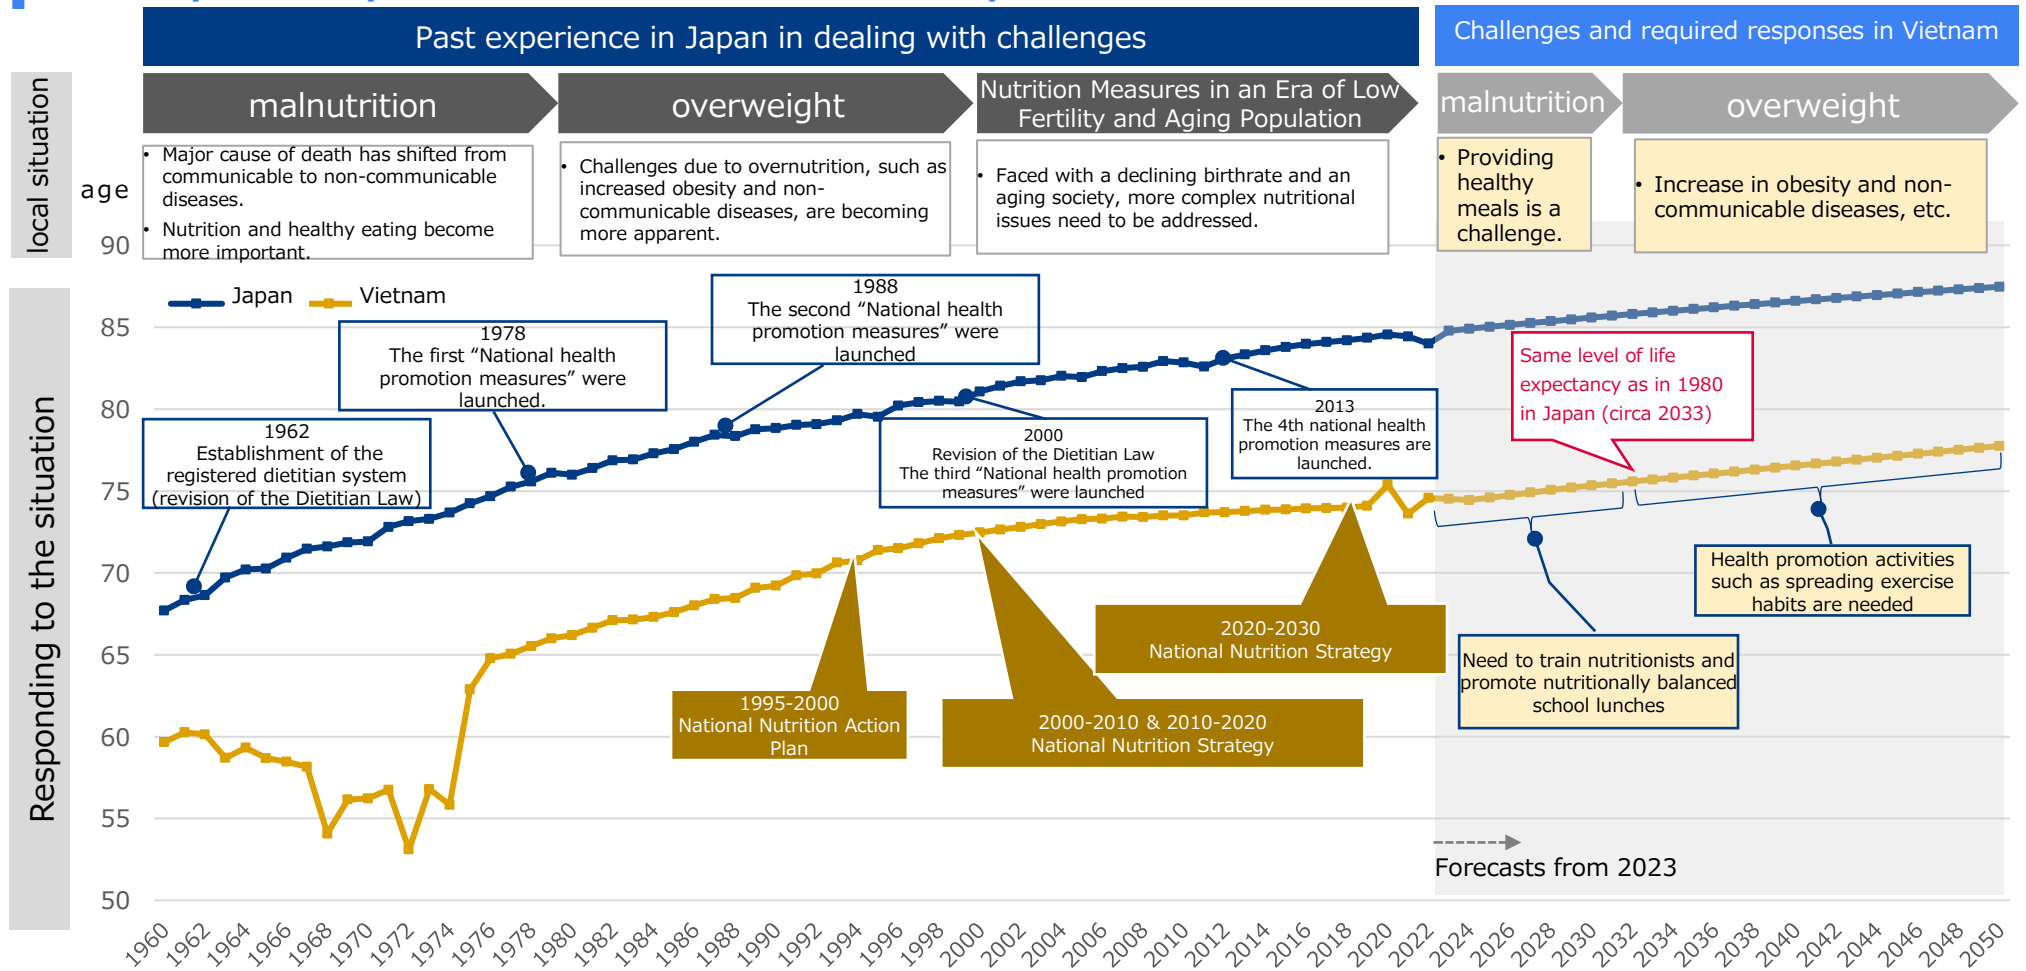 Past experience in Japan in dealing with challenges
Challenges and required responses in Vietnam
local situation
malnutrition
overweight
Nutrition Measures in an Era of Low
Fertility and Aging Population
malnutrition
overweight
• Major cause of death has shifted from
communicable to non-communicable
diseases.
• Nutrition and healthy eating become
more important.
• Challenges due to overnutrition, such as
increased obesity and non-
communicable diseases, are becoming
more apparent.
• Faced with a declining birthrate and an
aging society, more complex nutritional
issues need to be addressed.
• Providing
healthy
meals is a
challenge.
• Increase in obesity and non-
communicable diseases, etc.
age
90
85
80
75
70
65
60
55
50
Responding to the situation
Japan
Vietnam
1962
Establishment of the
registered dietitian system
(revision of the Dietitian Law)
1978
The first “National health
promotion measures” were
launched.
1988
The second “National health
promotion measures” were
launched
2000
Revision of the Dietitian Law
The third “National health promotion
measures” were launched
2013
The 4th national health
promotion measures are
launched.
Same level of life
expectancy as in 1980
in Japan (circa 2033)
1995-2000
National Nutrition Action
Plan
2000-2010 & 2010-2020
National Nutrition Strategy
2020-2030
National Nutrition Strategy
Need to train nutritionists and
promote nutritionally balanced
school lunches
Health promotion activities
such as spreading exercise
habits are needed
Forecasts from 2023
1960
1962
1964
1966
1968
1970
1972
1974
1976
1978
1980
1982
1984
1986
1988
1990
1992
1994
1996
1998
2000
2002
2004
2006
2008
2010
2012
2014
2016
2018
2020
2022
2024
2026
2028
2030
2032
2034
2036
2038
2040
2042
2044
2046
2048
2050